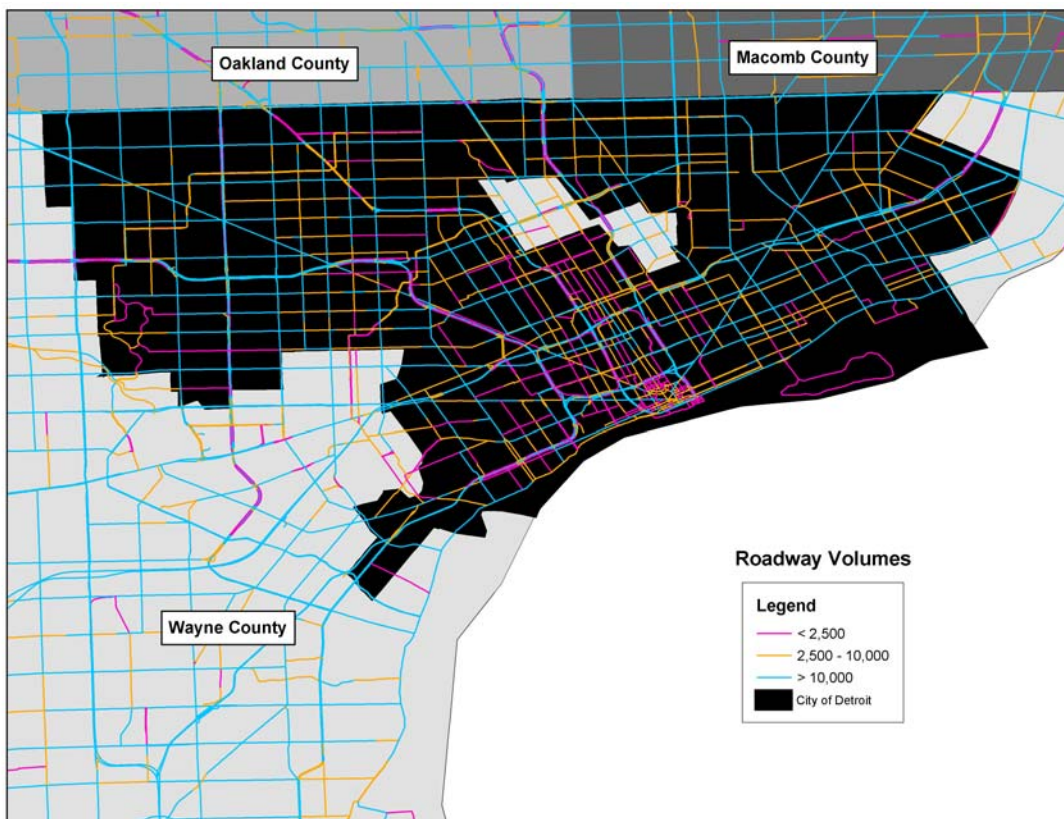 Oakland County
Macomb County
Wayne County
Roadway Volumes
Legend
< 2,500
2,500 - 10,000
> 10,000
City of Detroit